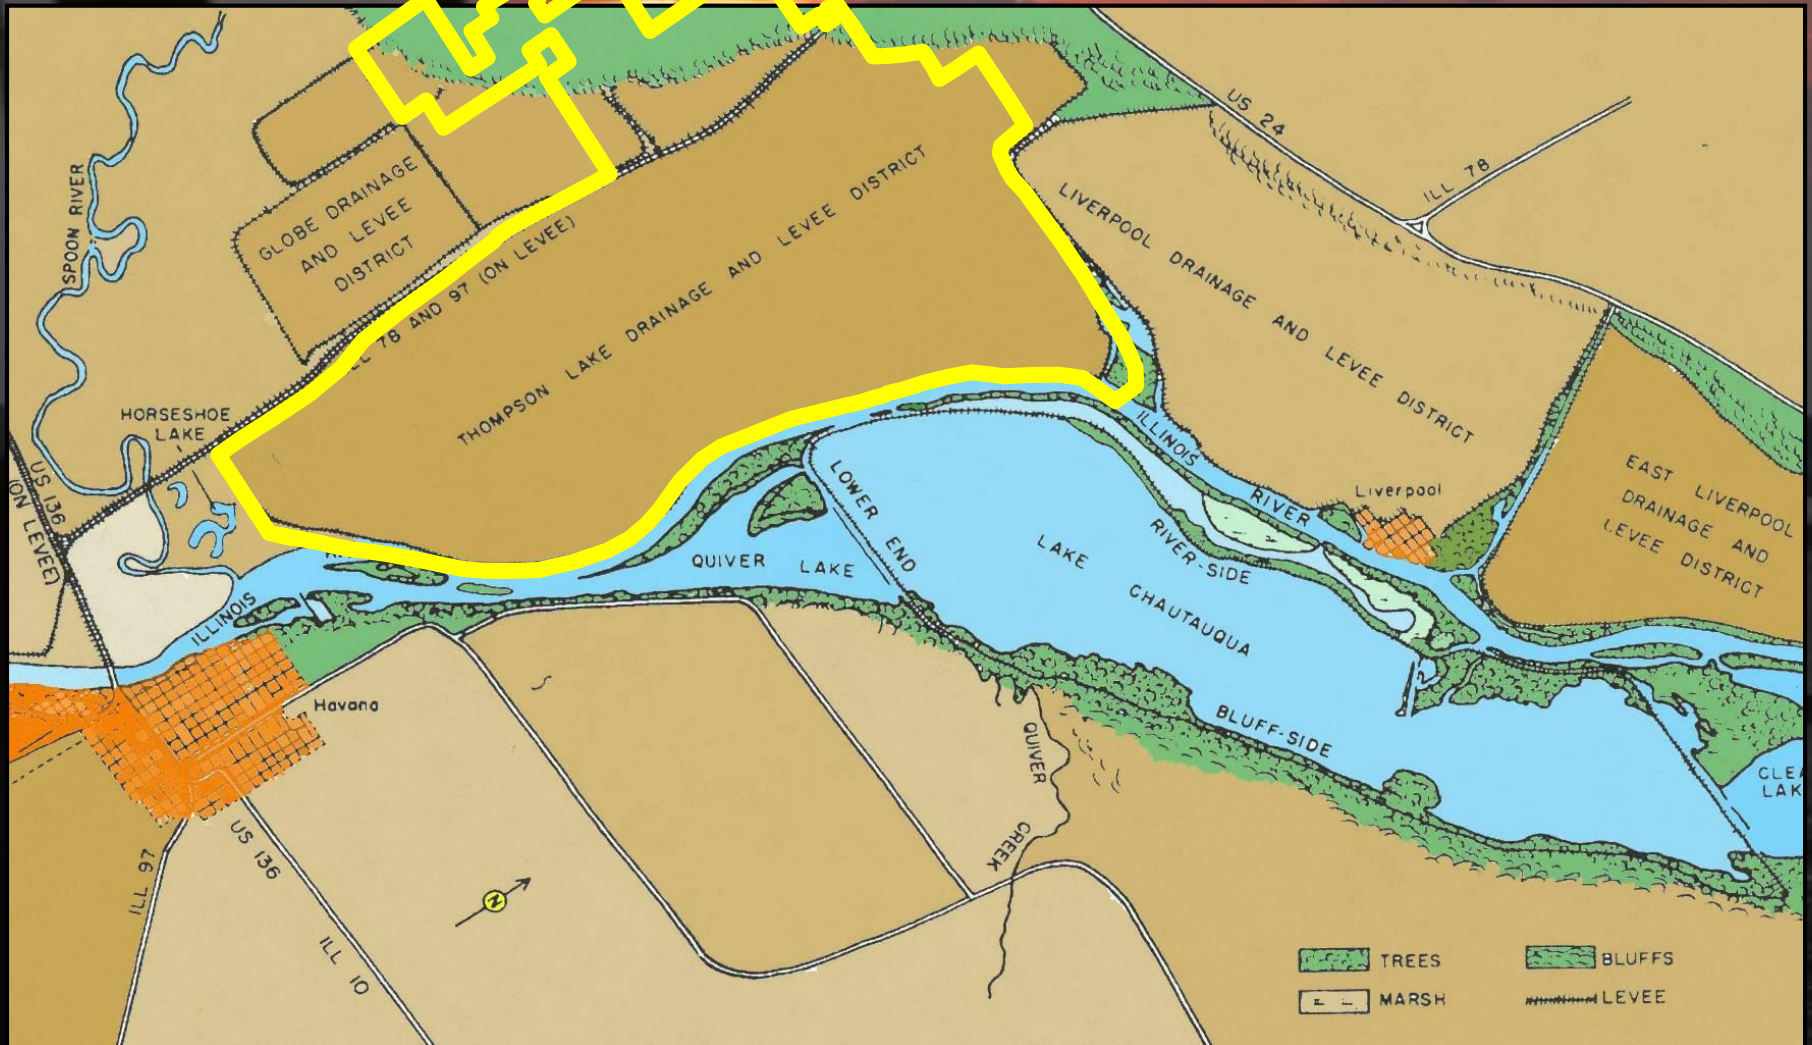 US 24
ILL 78
SPOON RIVER
GLOBE DRAINAGE
AND LEVEE
DISTRICT
78 AND 97 (ON LEVEE)
THOMPSON LAKE DRAINAGE AND LEVEE DISTRICT
LIVERPOOL DRAINAGE AND LEVEE DISTRICT
HORSESHOE
LAKE
US 136
(ON LEVEE)
ILLINOIS
RIVER
Liverpool
EAST LIVERPOOL
DRAINAGE AND
LEVEE DISTRICT
LOWER END
QUIVER LAKE
LAKE
CHAUTAUQUA
RIVER-SIDE
ILLINOIS
Havana
BLUFF-SIDE
QUIVER
CREEK
CLEA
LAK
US 136
ILL 97
ILL 10
N
TREES
BLUFFS
MARSH
LEVEE